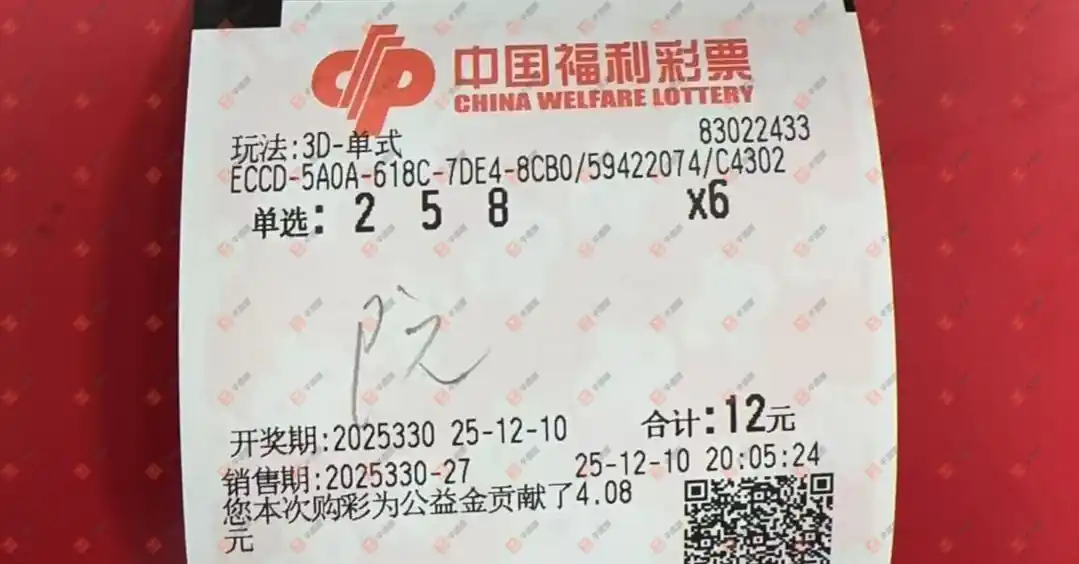 中国福利彩票
CHINA WELFARE LOTTERY
83022433
玩法:3D-单式
ECCD-5A0A-618C-7DE4-8CB0/59422074/C4302
单选: 2 5 8 x6
阮
开奖期:2025330 25-12-10 合计:12元
销售期:2025330-27 25-12-10 20:05:24
您本次购彩为公益金贡献了4.08
元